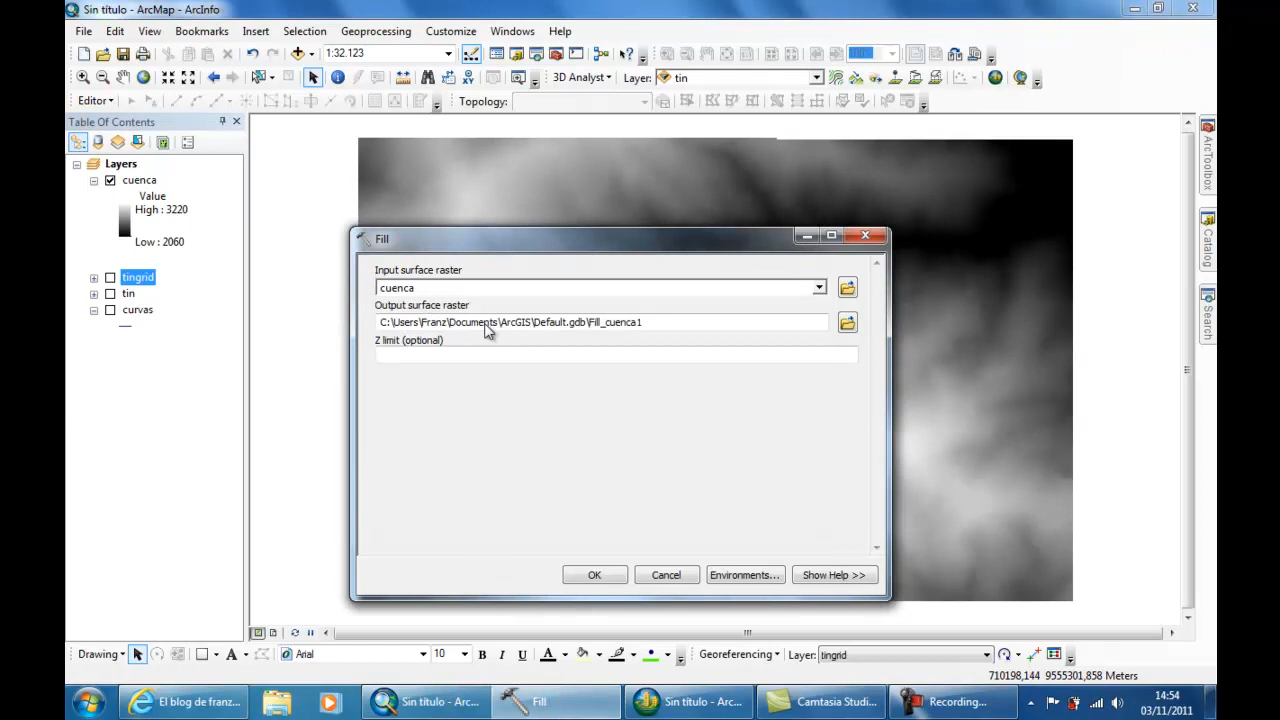 Sin título - ArcMap - ArcInfo
File Edit View Bookmarks Insert Selection Geoprocessing Customize Windows Help
1:32.123
3D Analyst Layer: tin
Editor Topology:
Table Of Contents
Layers
cuenca
Value
High : 3220
Low : 2060
tingrid
tin
curvas
Fill
Input surface raster
cuenca
Output surface raster
C:\Users\Franz\Documents\ArcGIS\Default.gdb\Fill_cuenca1
Z limit (optional)
OK Cancel Environments... Show Help >>
ArcToolbox
Catalog
Search
Drawing Arial 10 B I U A Georeferencing Layer: tingrid
710198,144 9555301,858 Meters
El blog de franz... Sin título - Arc... Fill Sin título - Arc... Camtasia Studi... Recording...
14:54
03/11/2011